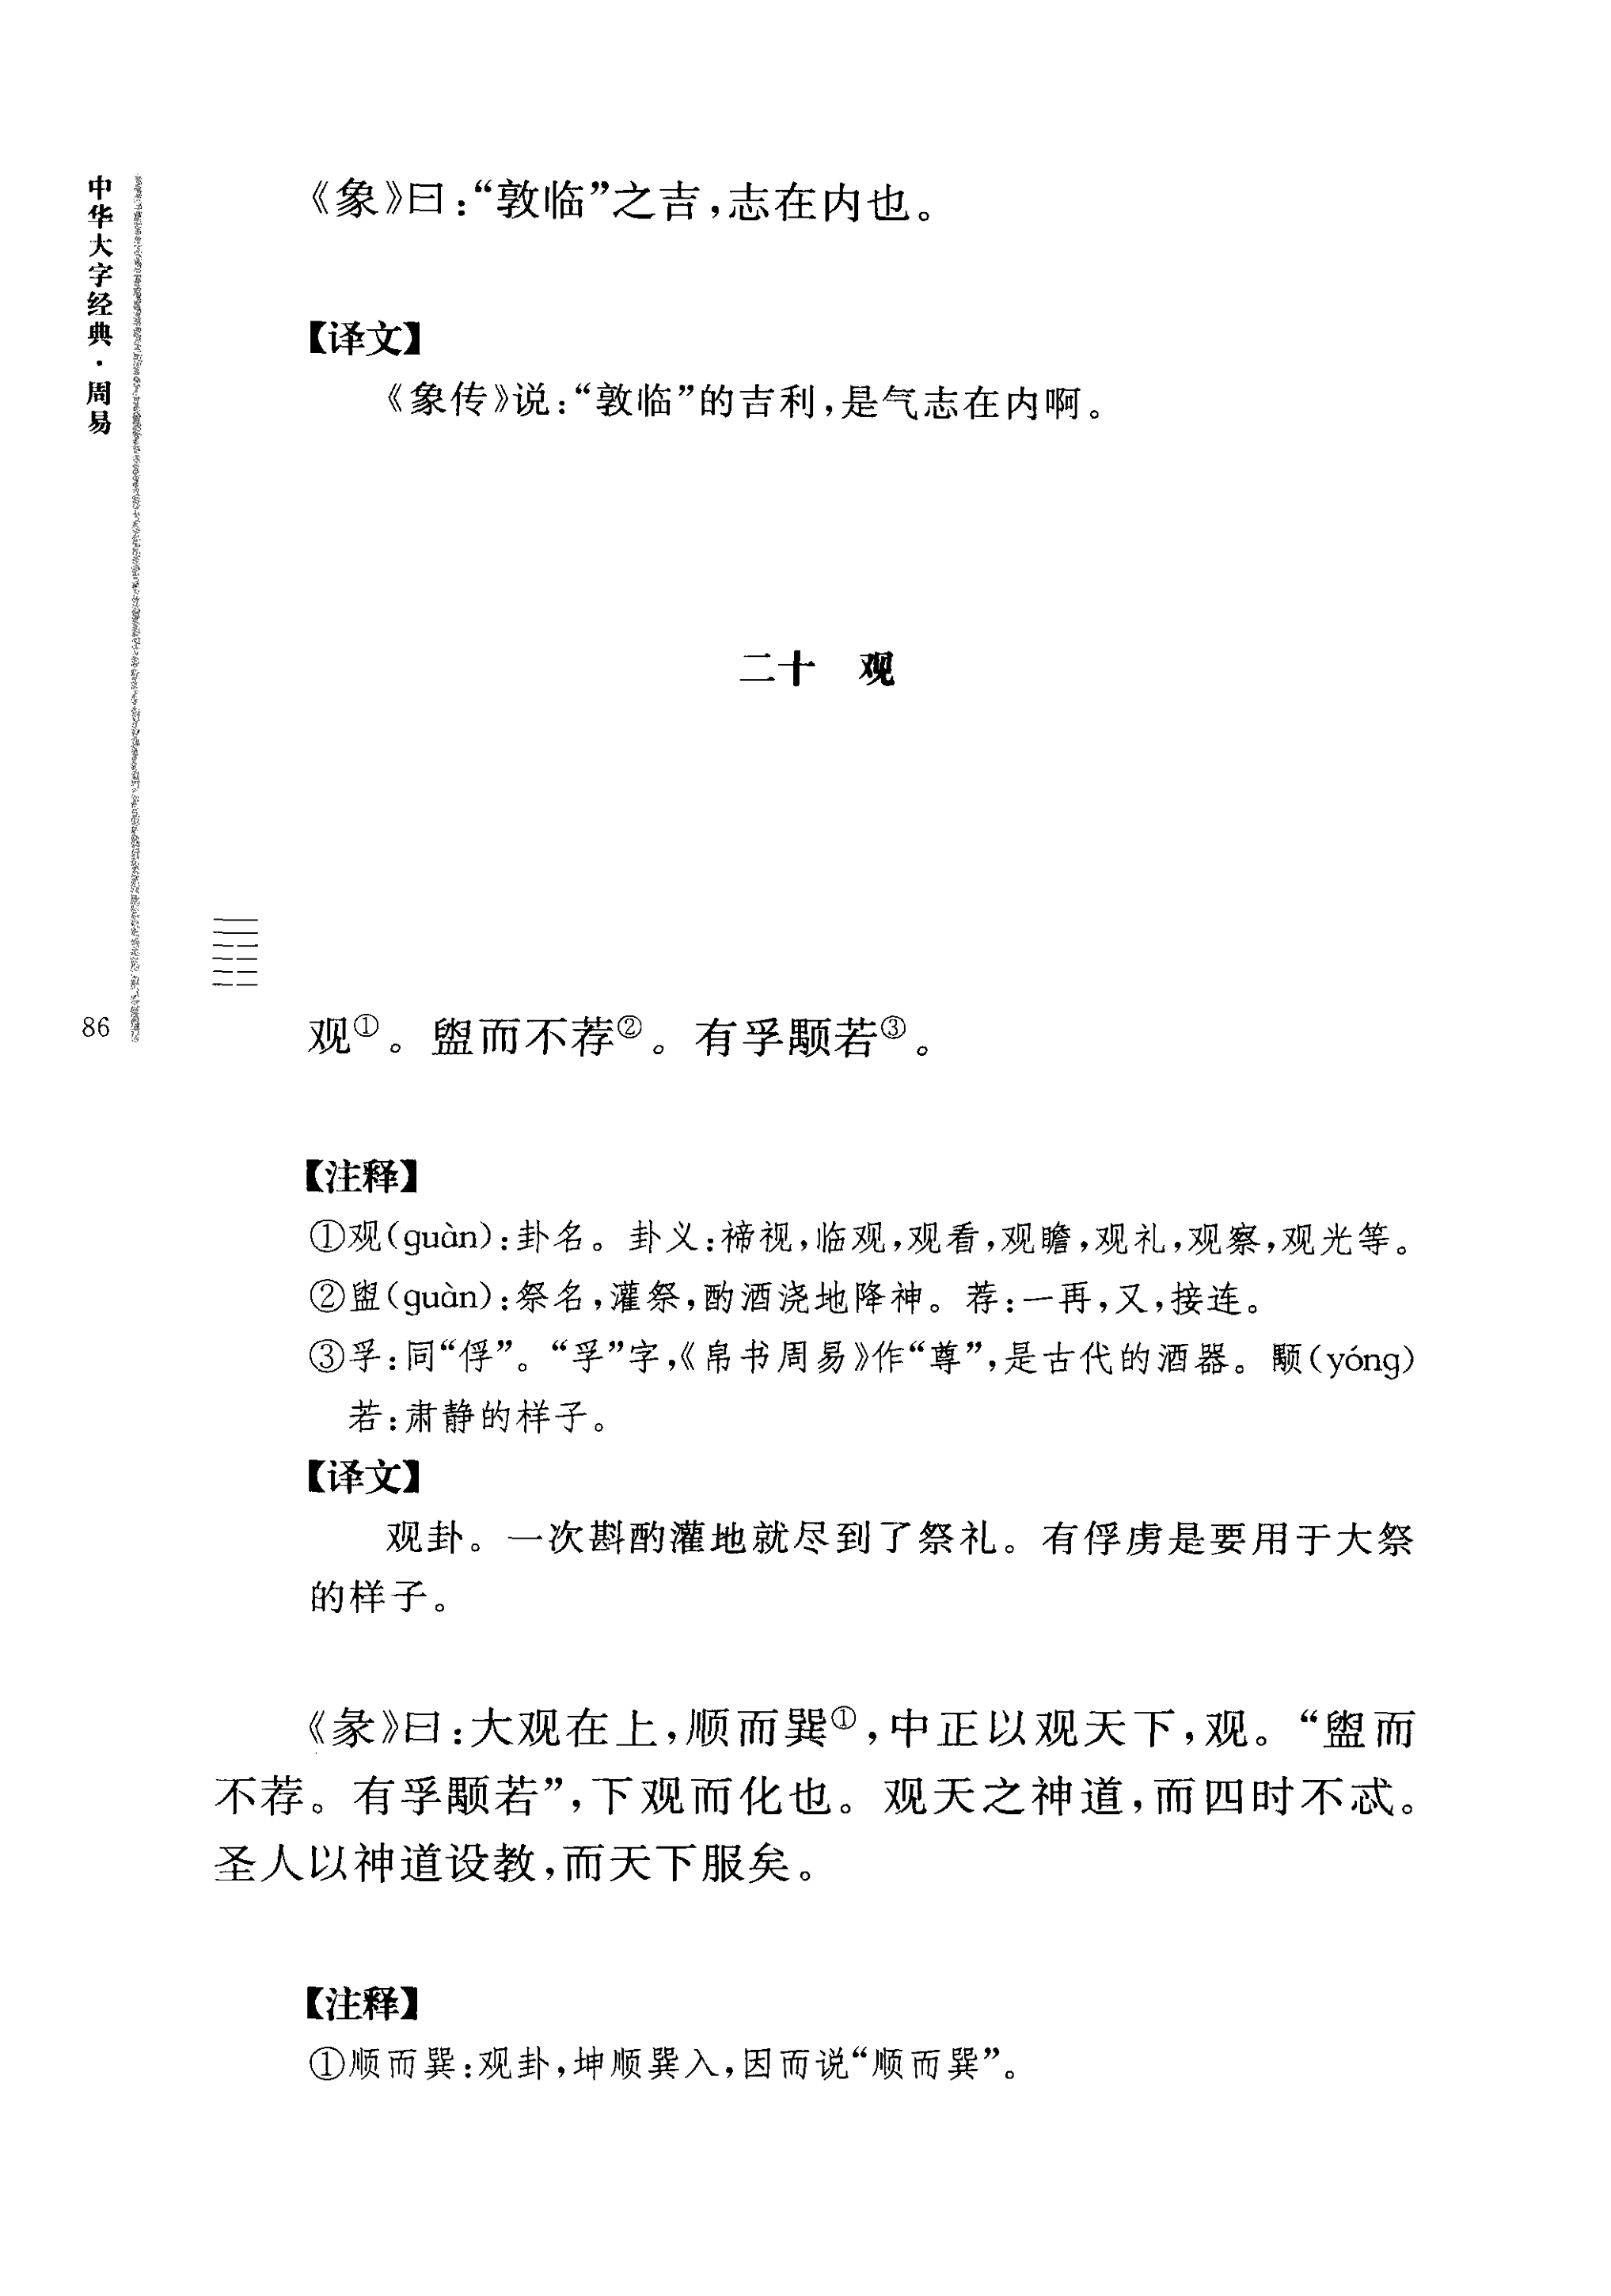 中华大字经典·周易
86
《象》曰：“敦临”之吉，志在内也。
【译文】
《象传》说：“敦临”的吉利，是气志在内啊。
二十 观
观①。盥而不荐②。有孚颙若③。
【注释】
①观(guàn)：卦名。卦义：禘视，临观，观看，观瞻，观礼，观察，观光等。
②盥(guàn)：祭名，灌祭，酌酒浇地降神。荐：一再，又，接连。
③孚：同“俘”。“孚”字，《帛书周易》作“尊”，是古代的酒器。颙(yóng)
若：肃静的样子。
【译文】
观卦。一次斟酌灌地就尽到了祭礼。有俘虏是要用于大祭
的样子。
《彖》曰：大观在上，顺而巽①，中正以观天下，观。“盥而
不荐。有孚颙若”，下观而化也。观天之神道，而四时不忒。
圣人以神道设教，而天下服矣。
【注释】
①顺而巽：观卦，坤顺巽入，因而说“顺而巽”。